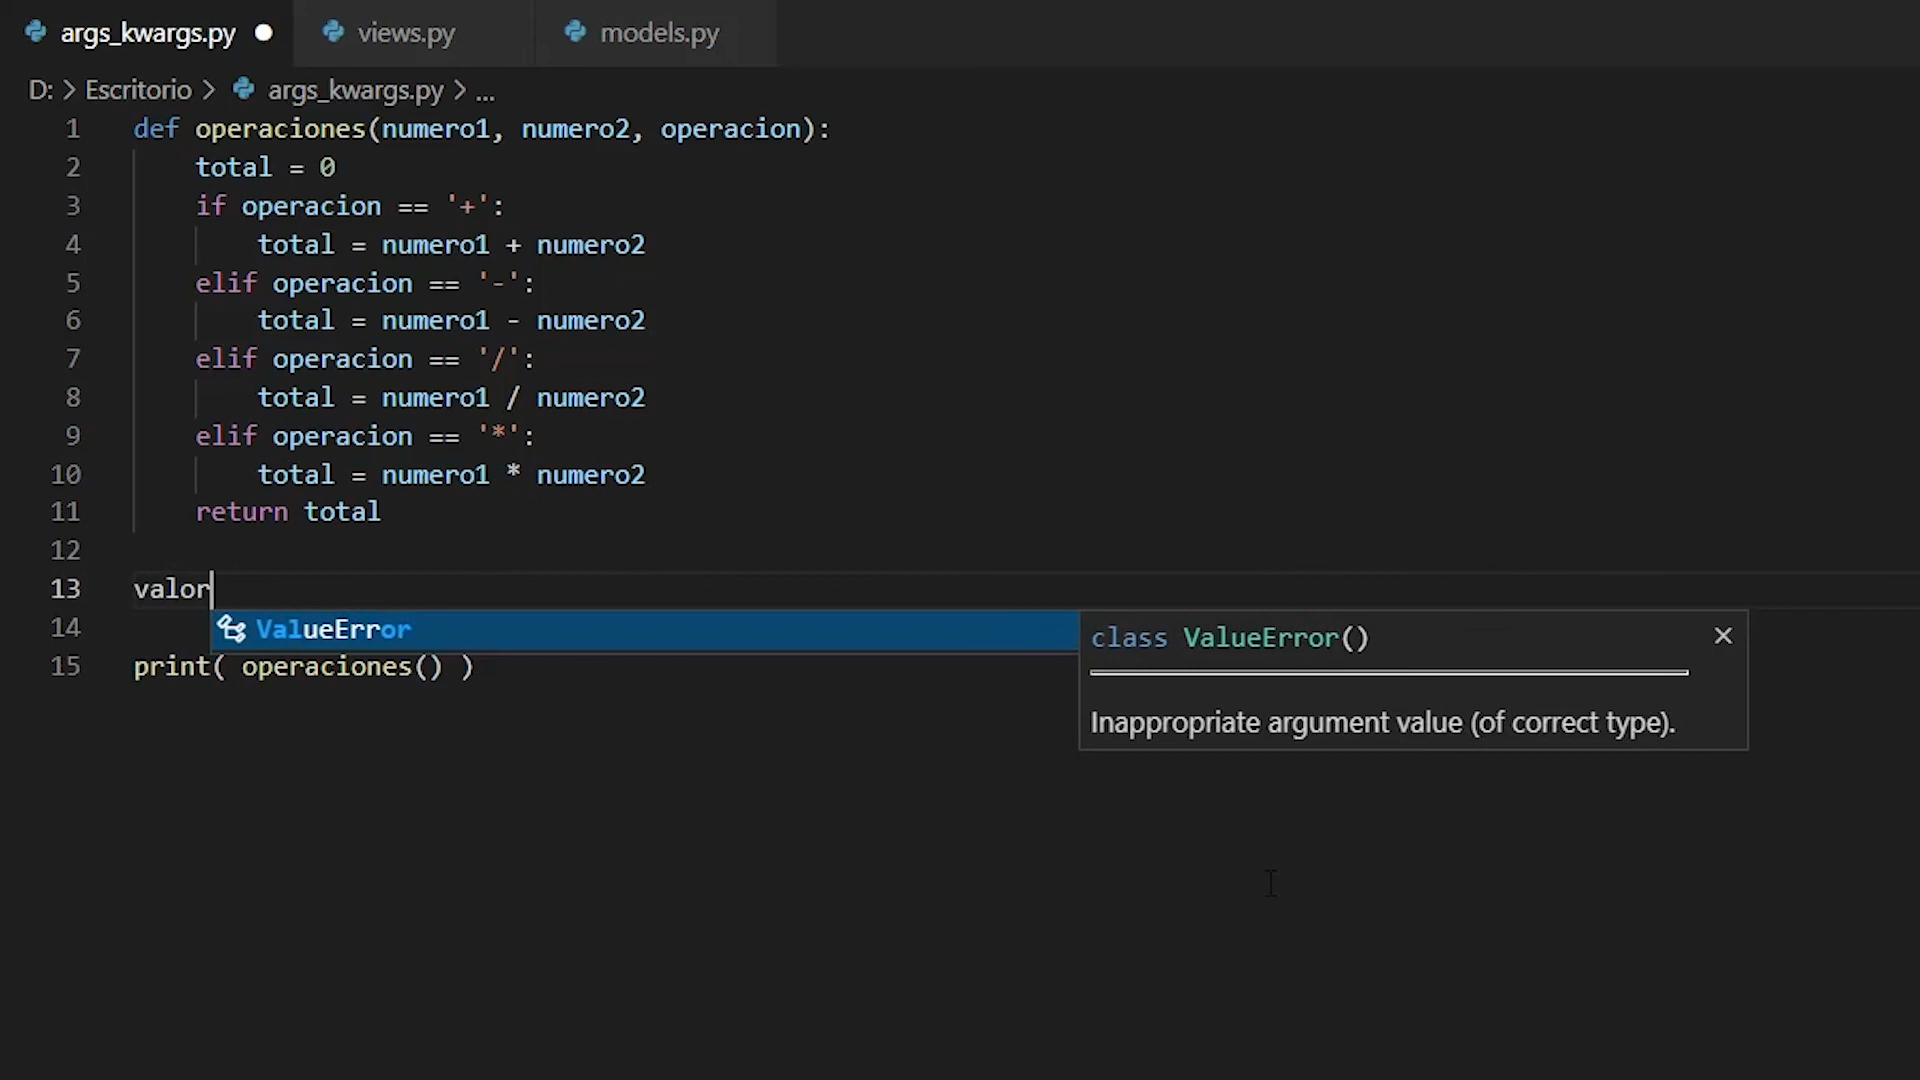 args_kwargs.py views.py models.py
D: > Escritorio > args_kwargs.py > ...
1 def operaciones(numero1, numero2, operacion):
2 total = 0
3 if operacion == '+':
4 total = numero1 + numero2
5 elif operacion == '-':
6 total = numero1 - numero2
7 elif operacion == '/':
8 total = numero1 / numero2
9 elif operacion == '*':
10 total = numero1 * numero2
11 return total
12
13 valor
14 ValueError class ValueError()
15 print( operaciones() )
Inappropriate argument value (of correct type).